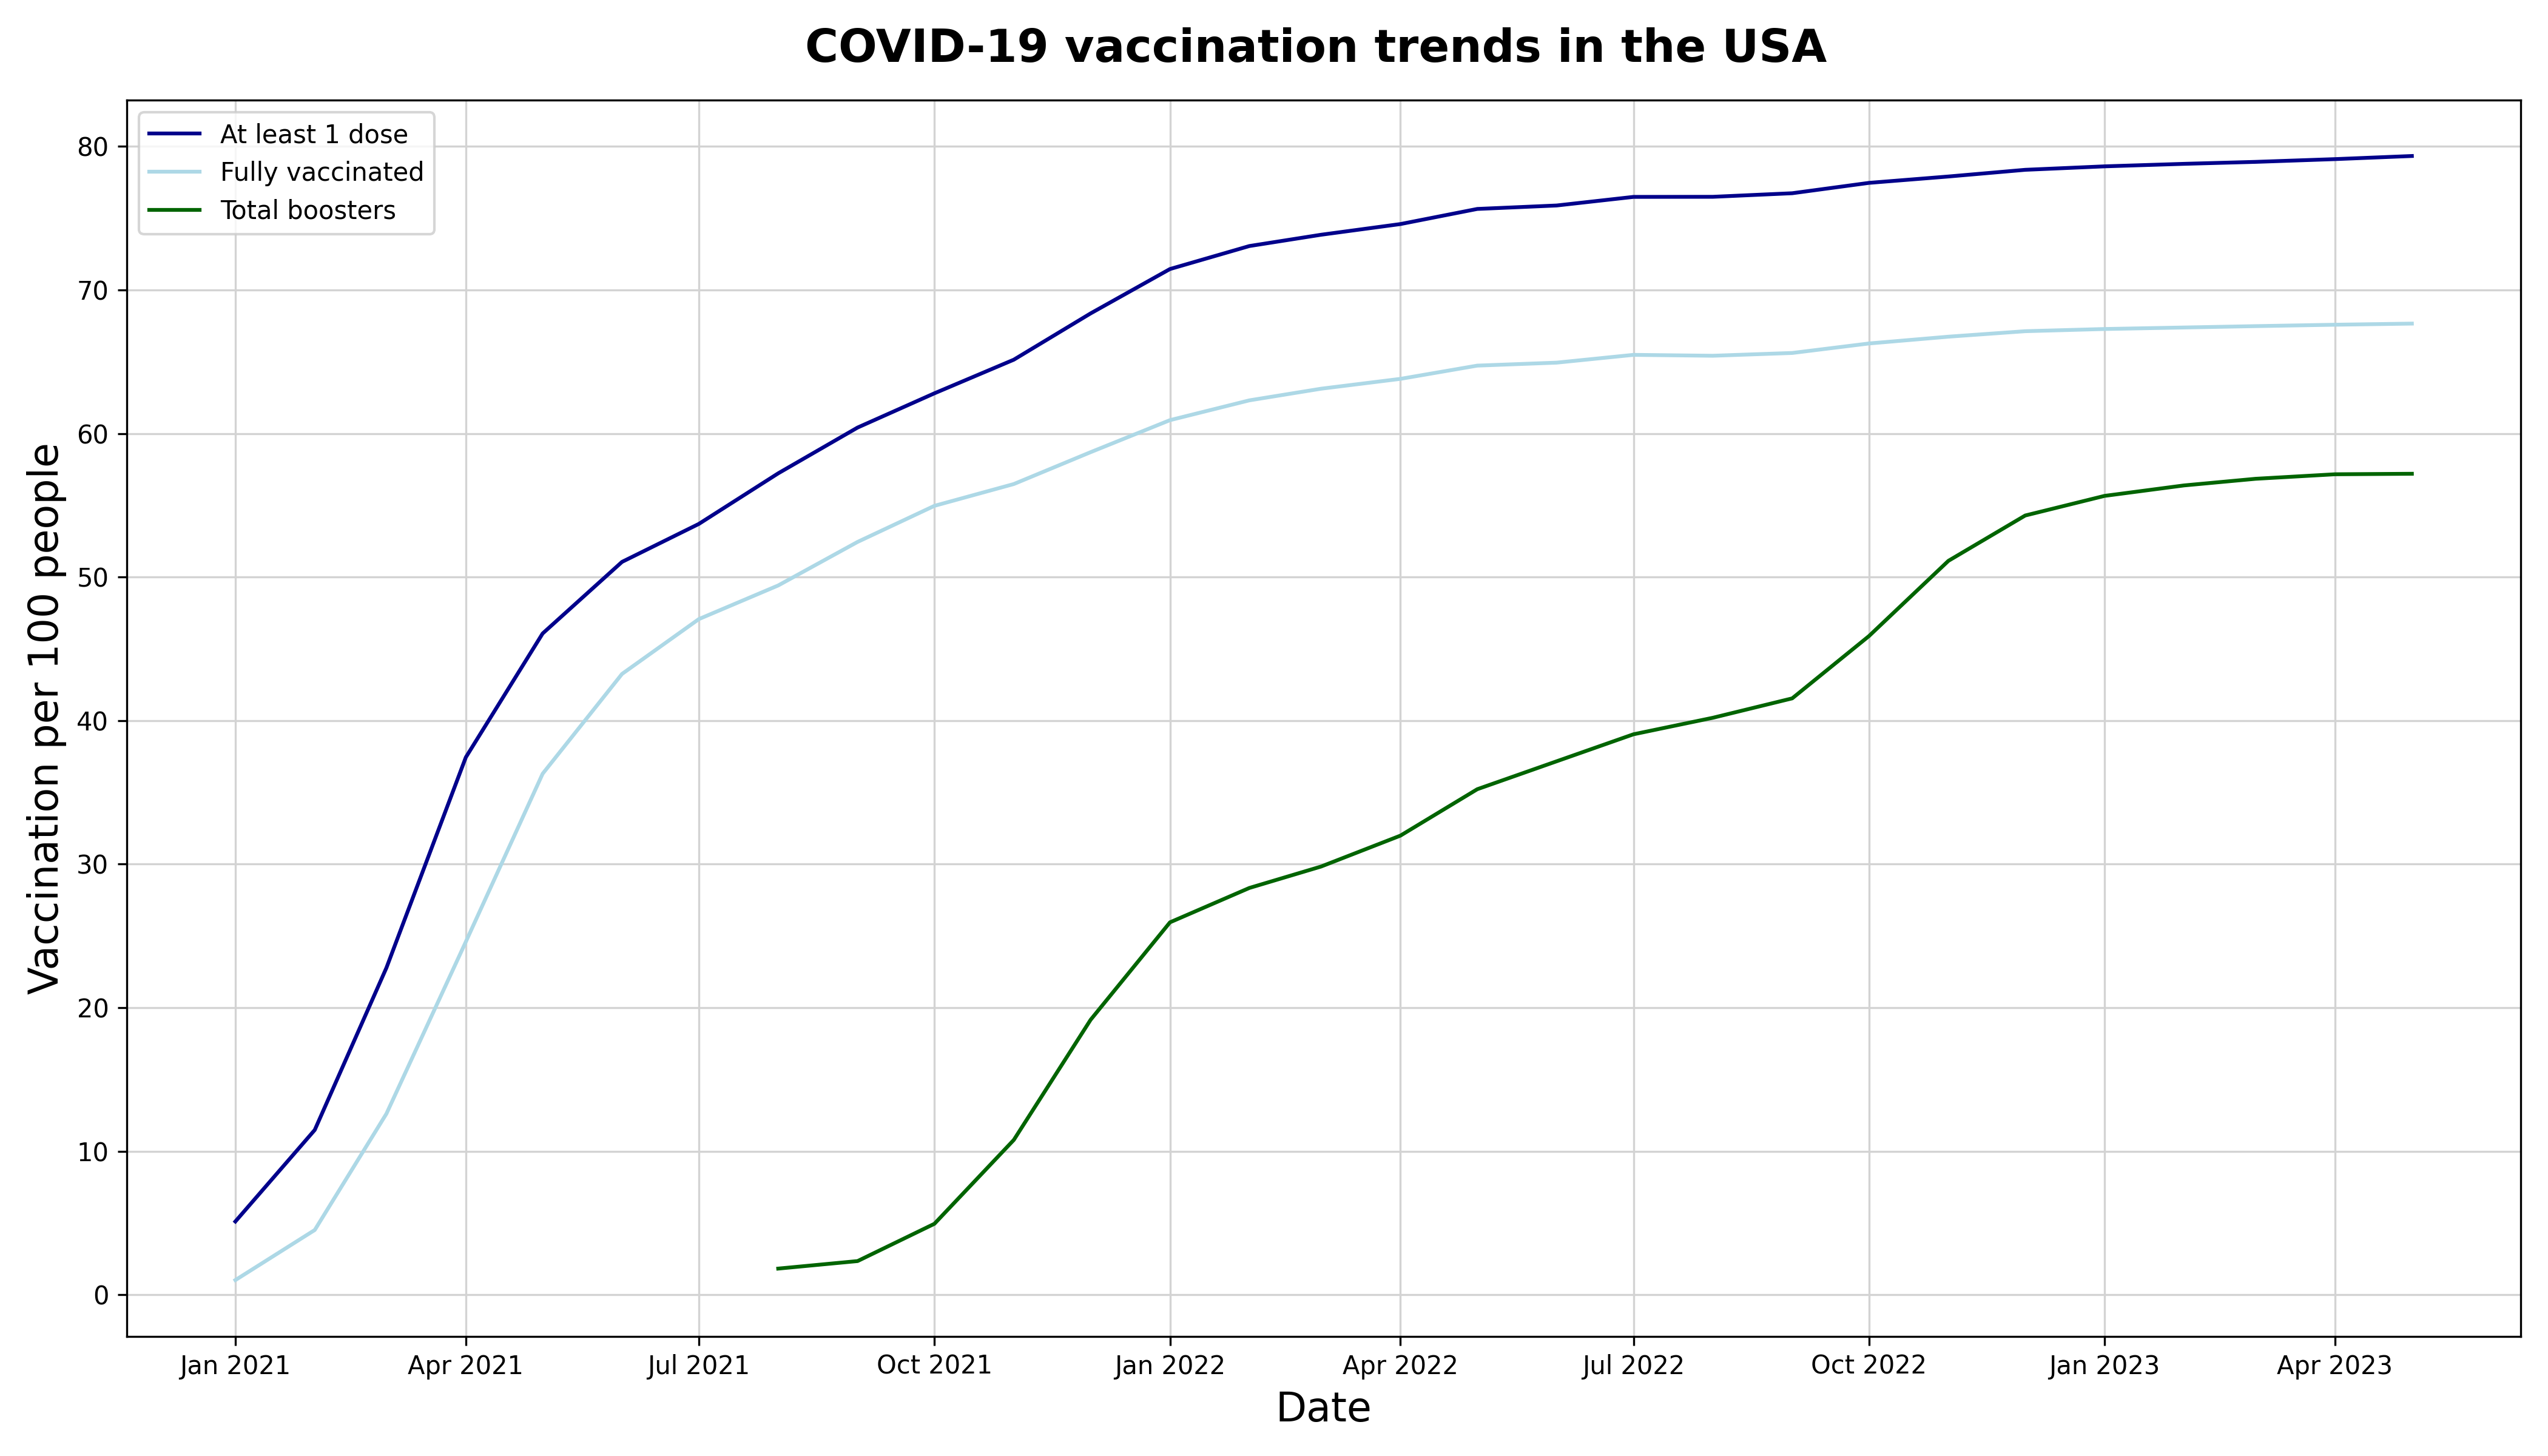 COVID-19 vaccination trends in the USA
At least 1 dose
Fully vaccinated
Total boosters
Vaccination per 100 people
80
70
60
50
40
30
20
10
0
Jan 2021 Apr 2021 Jul 2021 Oct 2021 Jan 2022 Apr 2022 Jul 2022 Oct 2022 Jan 2023 Apr 2023
Date